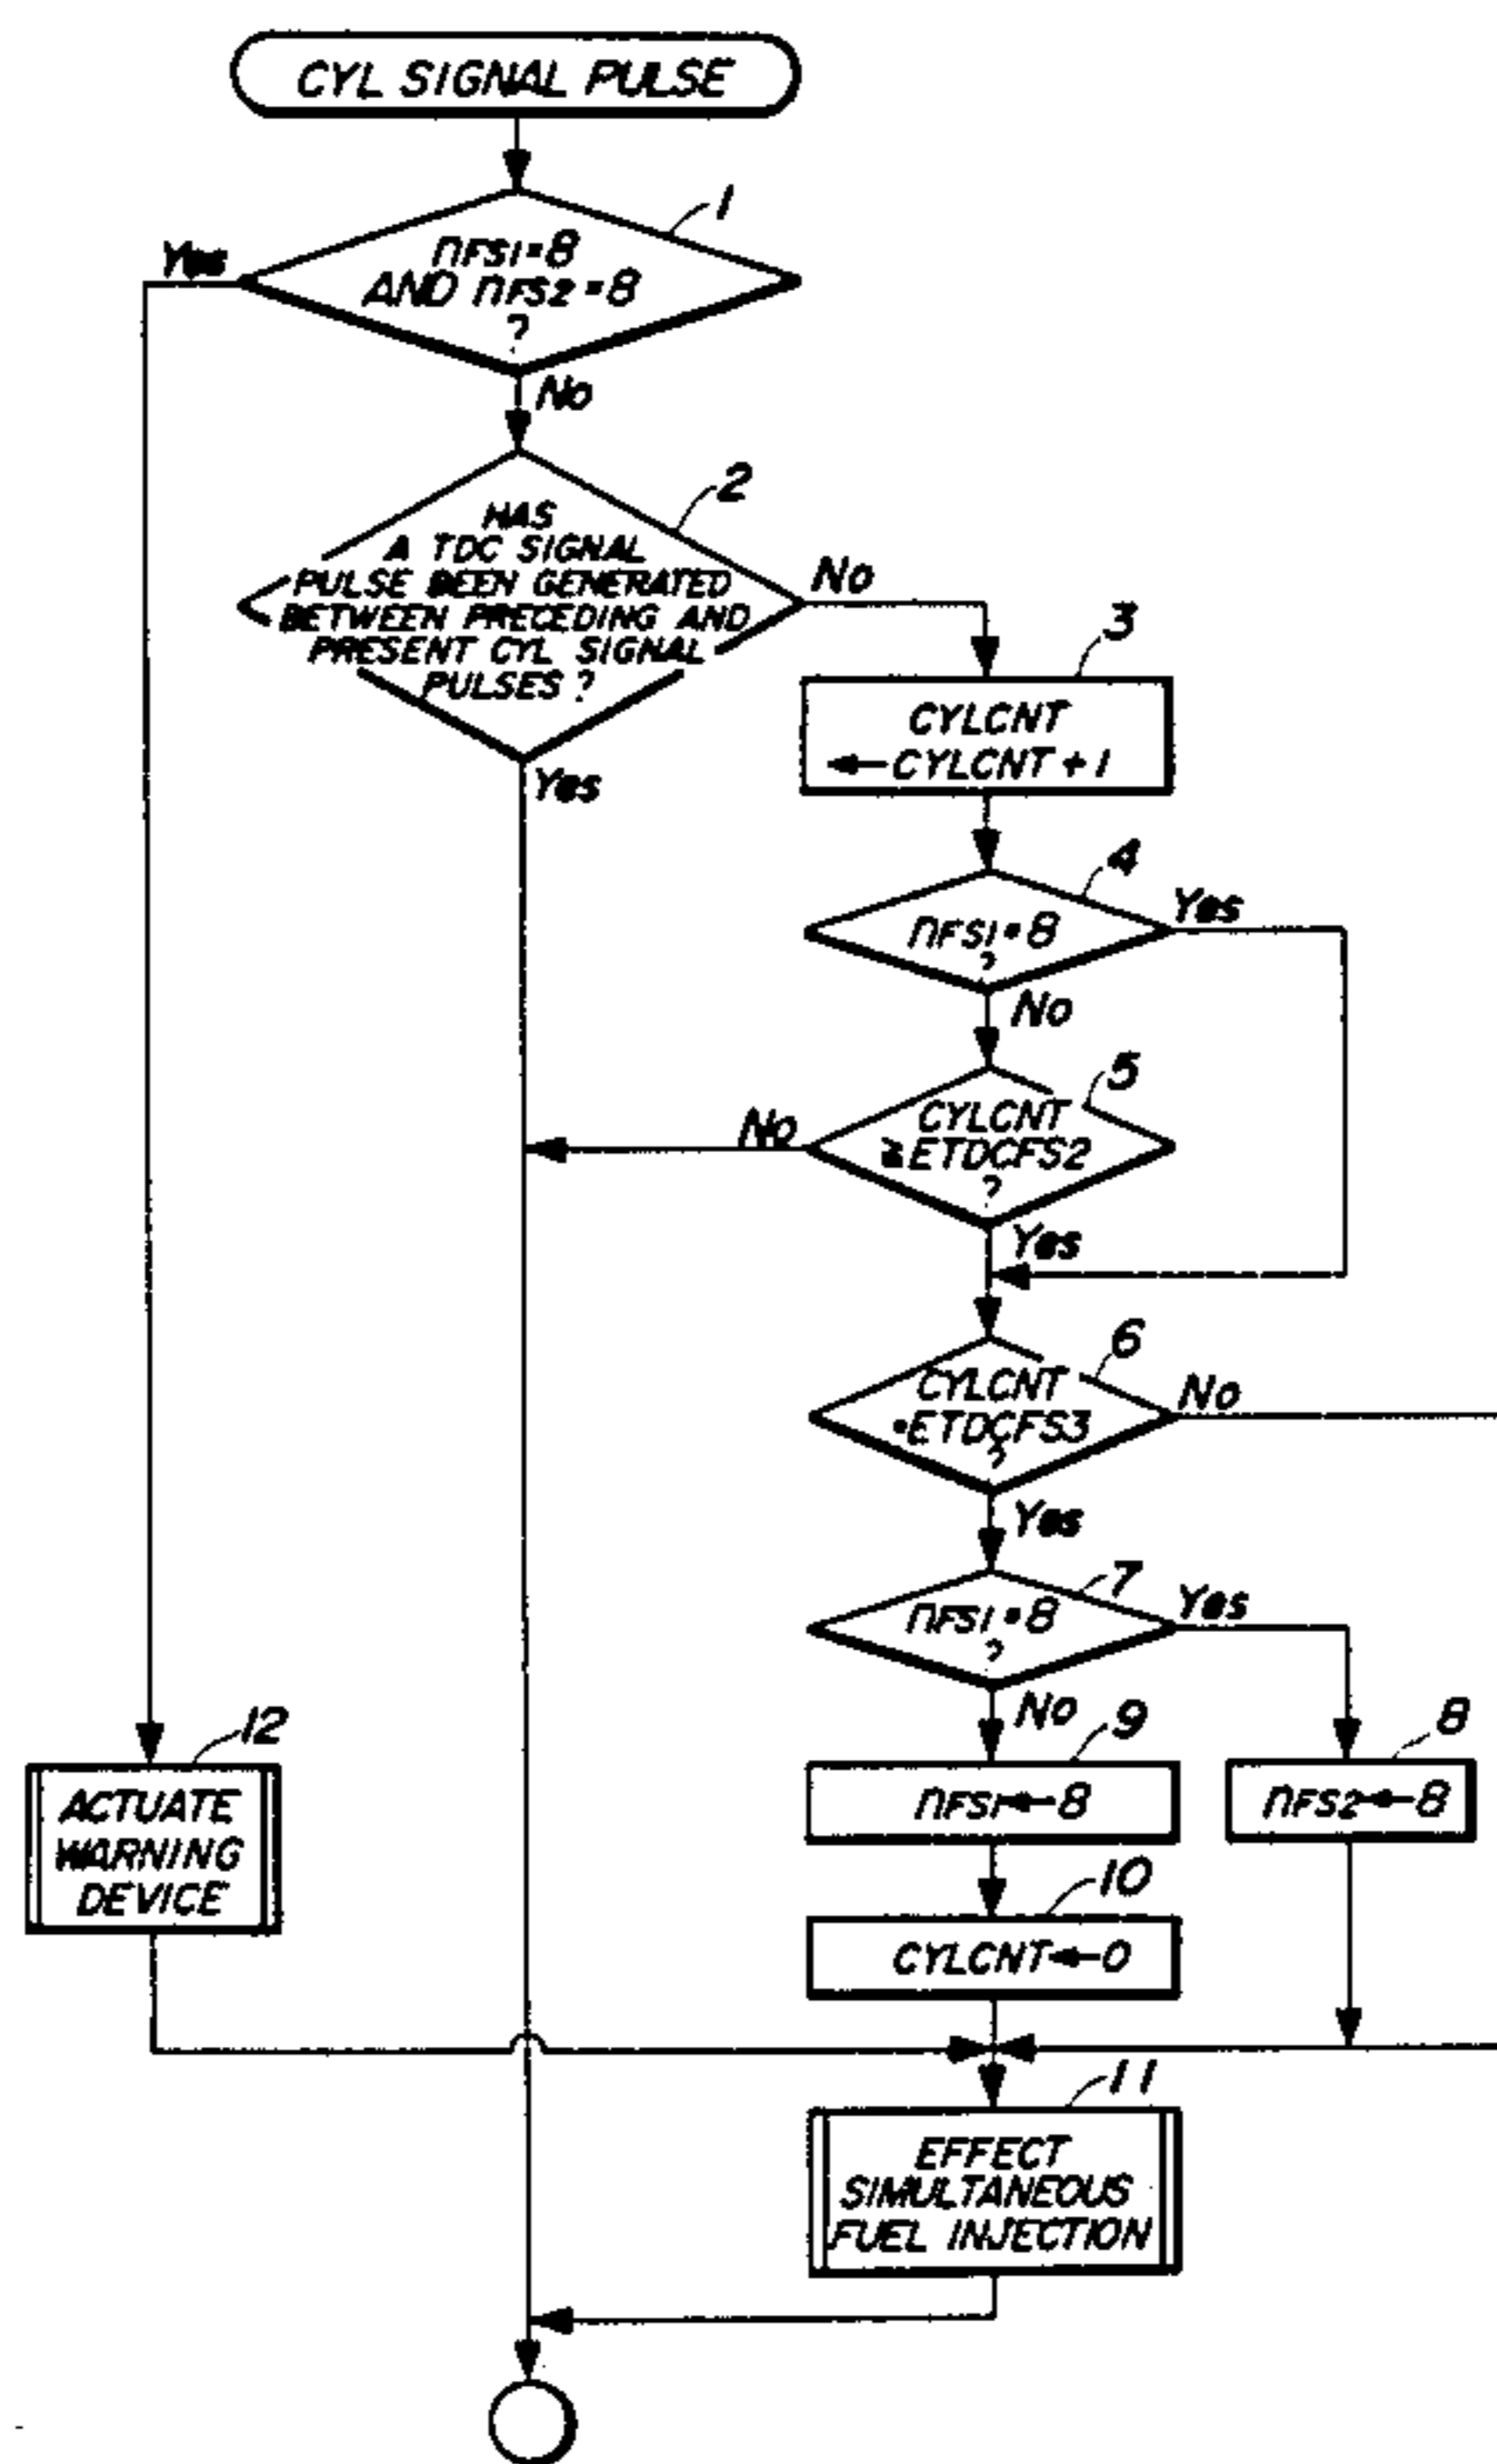 CYL SIGNAL PULSE
1
nFS1=8
AND nFS2=8
?
Yes
No
2
HAS
A TDC SIGNAL
PULSE BEEN GENERATED
BETWEEN PRECEDING AND
PRESENT CYL SIGNAL
PULSES ?
No
Yes
3
CYLCNT
←CYLCNT+1
4
nFS1=8
?
Yes
No
5
CYLCNT
≧ETDCFS2
?
No
Yes
6
CYLCNT
=ETDCFS3
?
No
Yes
7
nFS1=8
?
Yes
No
9
nFS1←8
8
nFS2←8
12
ACTUATE
WARNING
DEVICE
10
CYLCNT←0
11
EFFECT
SIMULTANEOUS
FUEL INJECTION